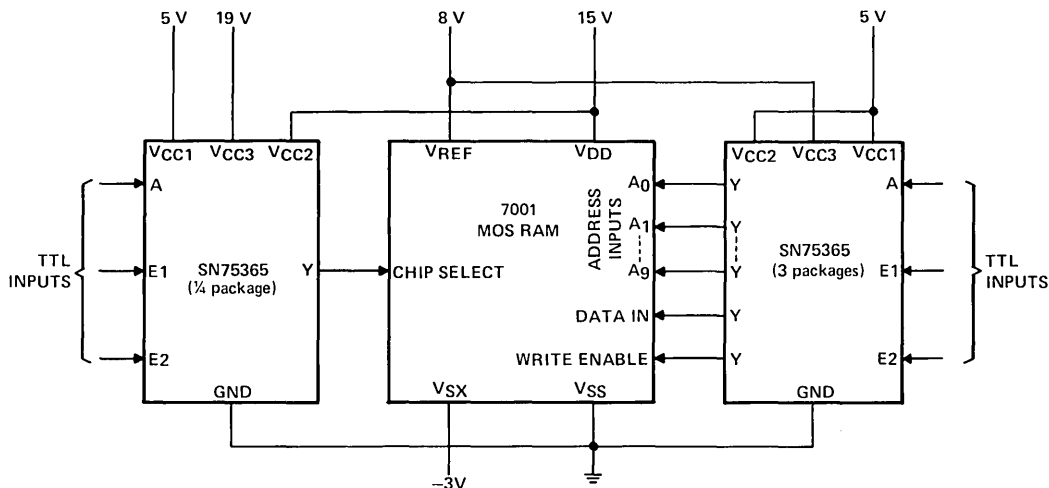 5 V 19 V 8 V 15 V 5 V
VCC1 VCC3 VCC2 VREF VDD VCC2 VCC3 VCC1
A A0 Y A
7001
MOS RAM
ADDRESS
INPUTS
A1 Y
TTL
INPUTS
E1 SN75365
(¼ package)
Y CHIP SELECT A9 Y SN75365
(3 packages)
E1 TTL
INPUTS
DATA IN Y
E2 WRITE ENABLE Y E2
GND VSX VSS GND
–3V